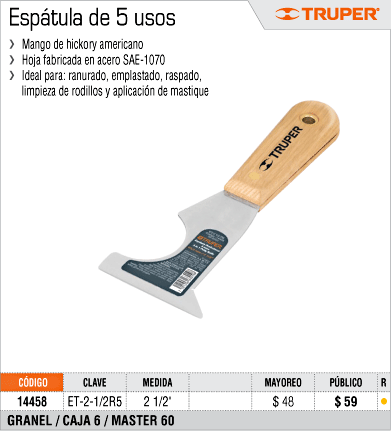 Espátula de 5 usos
TRUPER®
› Mango de hickory americano
› Hoja fabricada en acero SAE-1070
› Ideal para: ranurado, emplastado, raspado,
limpieza de rodillos y aplicación de mastique
TRUPER
TRUPER
CÓDIGO CLAVE MEDIDA MAYOREO PÚBLICO R
14458 ET-2-1/2R5 2 1/2" $ 48 $ 59
GRANEL / CAJA 6 / MASTER 60